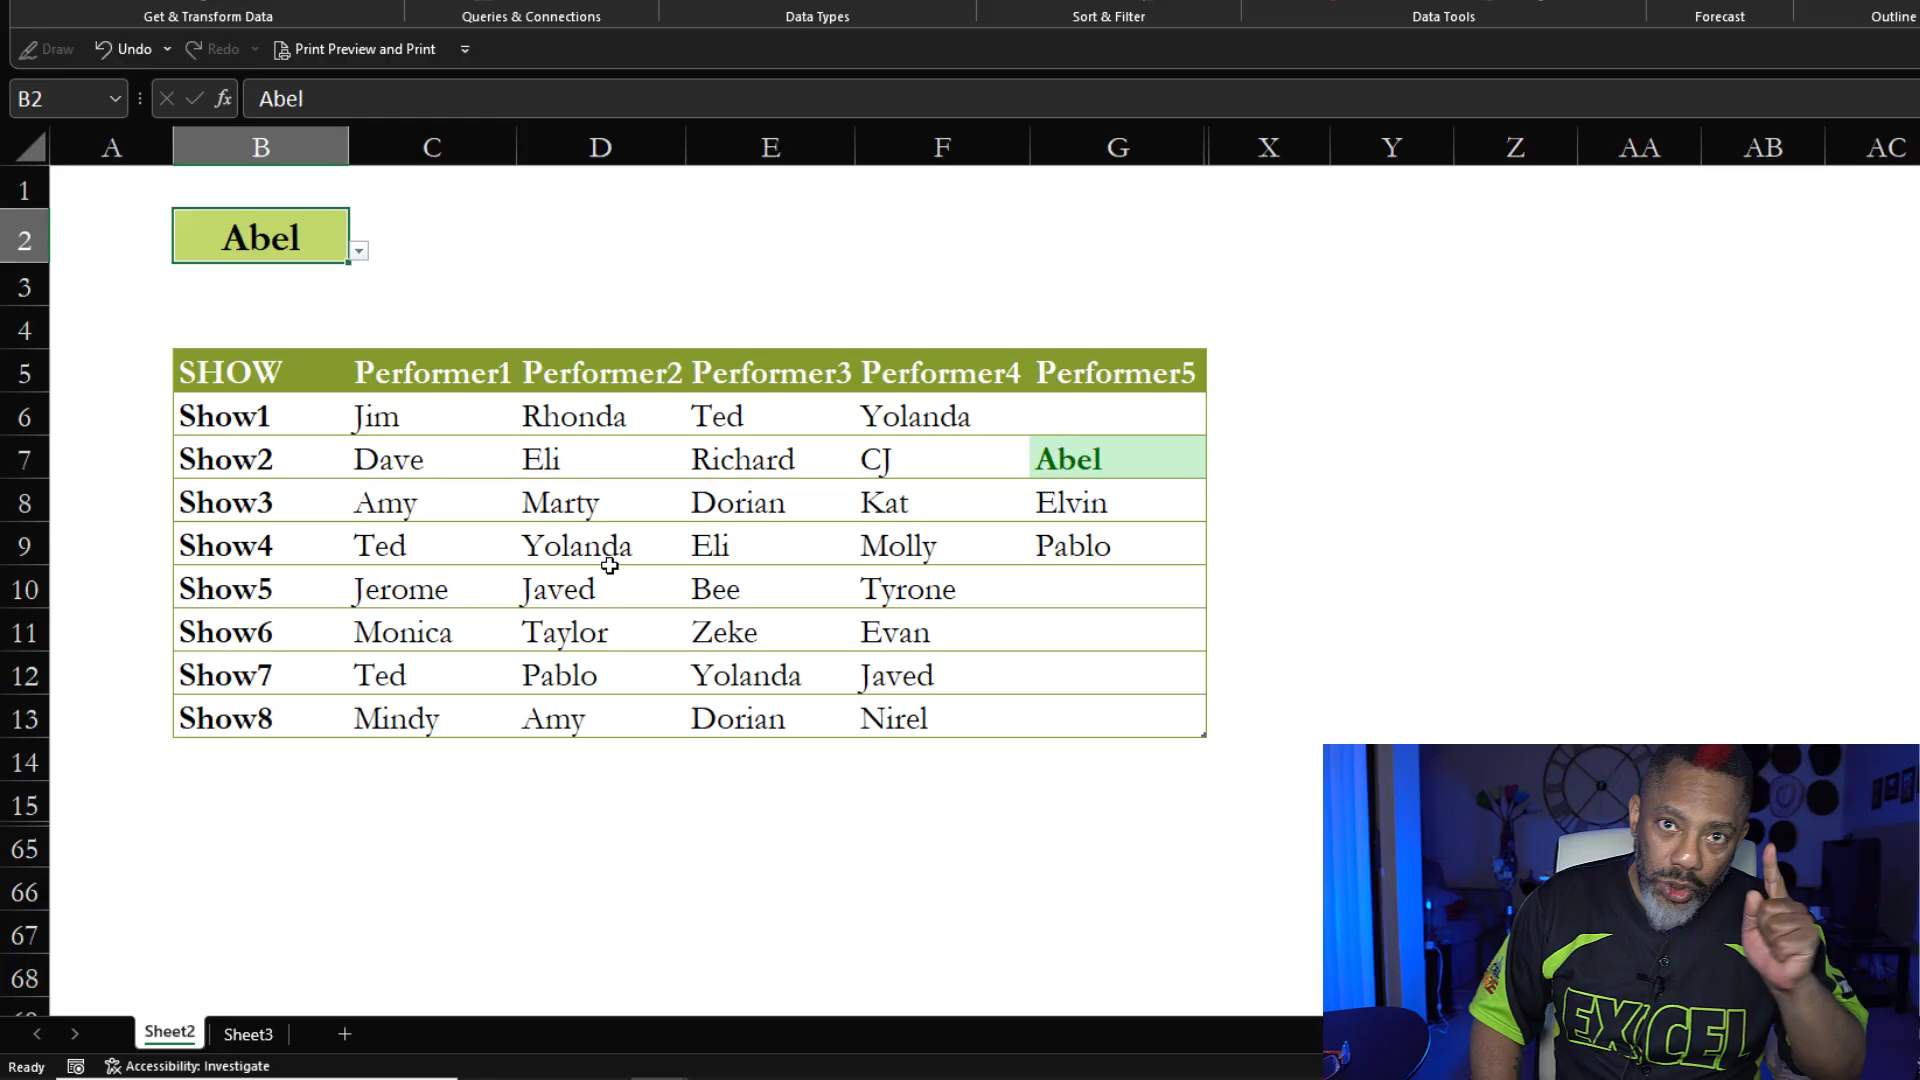 Get & Transform Data Queries & Connections Data Types Sort & Filter Data Tools Forecast Outline
Draw Undo Redo Print Preview and Print
B2 fx Abel
A B C D E F G X Y Z AA AB AC
1
2 Abel
3
4
5 SHOW Performer1 Performer2 Performer3 Performer4 Performer5
6 Show1 Jim Rhonda Ted Yolanda
7 Show2 Dave Eli Richard CJ Abel
8 Show3 Amy Marty Dorian Kat Elvin
9 Show4 Ted Yolanda Eli Molly Pablo
10 Show5 Jerome Javed Bee Tyrone
11 Show6 Monica Taylor Zeke Evan
12 Show7 Ted Pablo Yolanda Javed
13 Show8 Mindy Amy Dorian Nirel
14
15
65
66
67
68
EXCEL
Sheet2 Sheet3
Ready Accessibility: Investigate